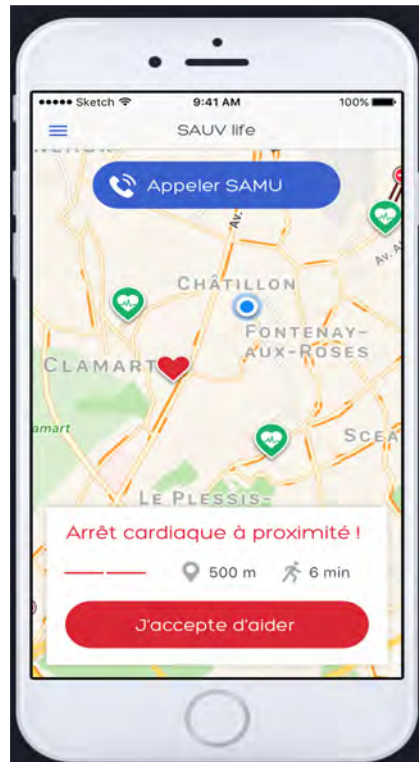 Sketch 9:41 AM 100%
SAUV life
Appeler SAMU
CHÂTILLON
FONTENAY-
AUX-ROSES
CLAMART
amart
SCEA
LE PLESSIS-
Arrêt cardiaque à proximité !
500 m 6 min
J'accepte d'aider